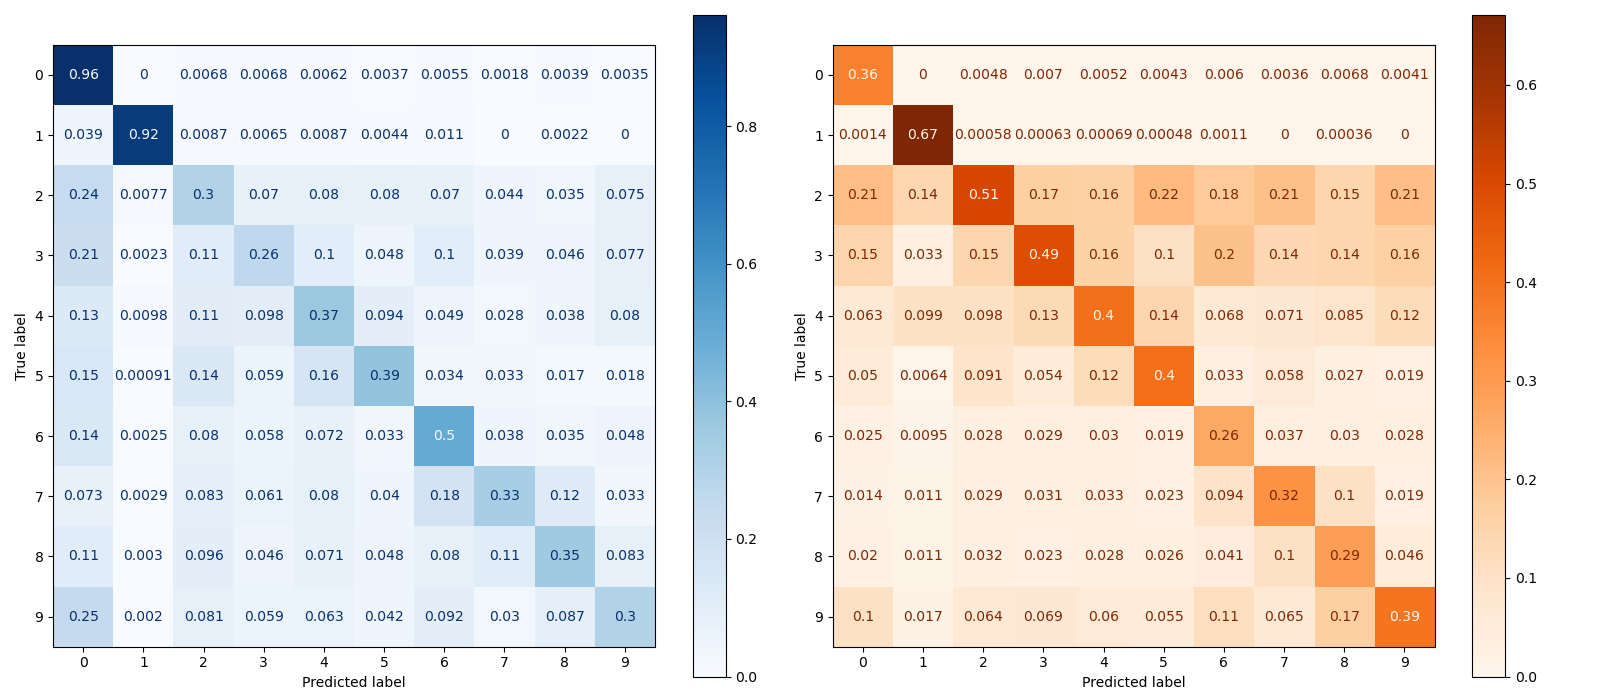 0 0.96 0 0.0068 0.0068 0.0062 0.0037 0.0055 0.0018 0.0039 0.0035
1 0.039 0.92 0.0087 0.0065 0.0087 0.0044 0.011 0 0.0022 0
2 0.24 0.0077 0.3 0.07 0.08 0.08 0.07 0.044 0.035 0.075
3 0.21 0.0023 0.11 0.26 0.1 0.048 0.1 0.039 0.046 0.077
4 0.13 0.0098 0.11 0.098 0.37 0.094 0.049 0.028 0.038 0.08
5 0.15 0.00091 0.14 0.059 0.16 0.39 0.034 0.033 0.017 0.018
6 0.14 0.0025 0.08 0.058 0.072 0.033 0.5 0.038 0.035 0.048
7 0.073 0.0029 0.083 0.061 0.08 0.04 0.18 0.33 0.12 0.033
8 0.11 0.003 0.096 0.046 0.071 0.048 0.08 0.11 0.35 0.083
9 0.25 0.002 0.081 0.059 0.063 0.042 0.092 0.03 0.087 0.3
0 1 2 3 4 5 6 7 8 9
Predicted label
True label
0.8
0.6
0.4
0.2
0.0
0 0.36 0 0.0048 0.007 0.0052 0.0043 0.006 0.0036 0.0068 0.0041
1 0.0014 0.67 0.00058 0.00063 0.00069 0.00048 0.0011 0 0.00036 0
2 0.21 0.14 0.51 0.17 0.16 0.22 0.18 0.21 0.15 0.21
3 0.15 0.033 0.15 0.49 0.16 0.1 0.2 0.14 0.14 0.16
4 0.063 0.099 0.098 0.13 0.4 0.14 0.068 0.071 0.085 0.12
5 0.05 0.0064 0.091 0.054 0.12 0.4 0.033 0.058 0.027 0.019
6 0.025 0.0095 0.028 0.029 0.03 0.019 0.26 0.037 0.03 0.028
7 0.014 0.011 0.029 0.031 0.033 0.023 0.094 0.32 0.1 0.019
8 0.02 0.011 0.032 0.023 0.028 0.026 0.041 0.1 0.29 0.046
9 0.1 0.017 0.064 0.069 0.06 0.055 0.11 0.065 0.17 0.39
0 1 2 3 4 5 6 7 8 9
Predicted label
True label
0.6
0.5
0.4
0.3
0.2
0.1
0.0